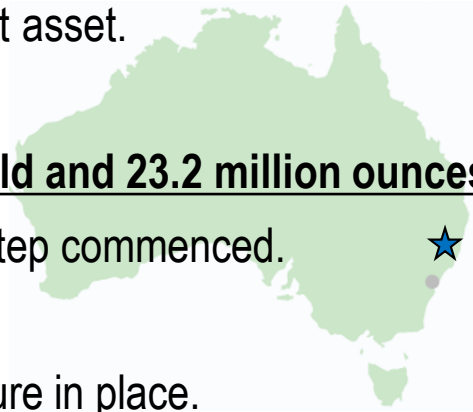 t asset.
ld and 23.2 million ounces
tep commenced.
ure in place.